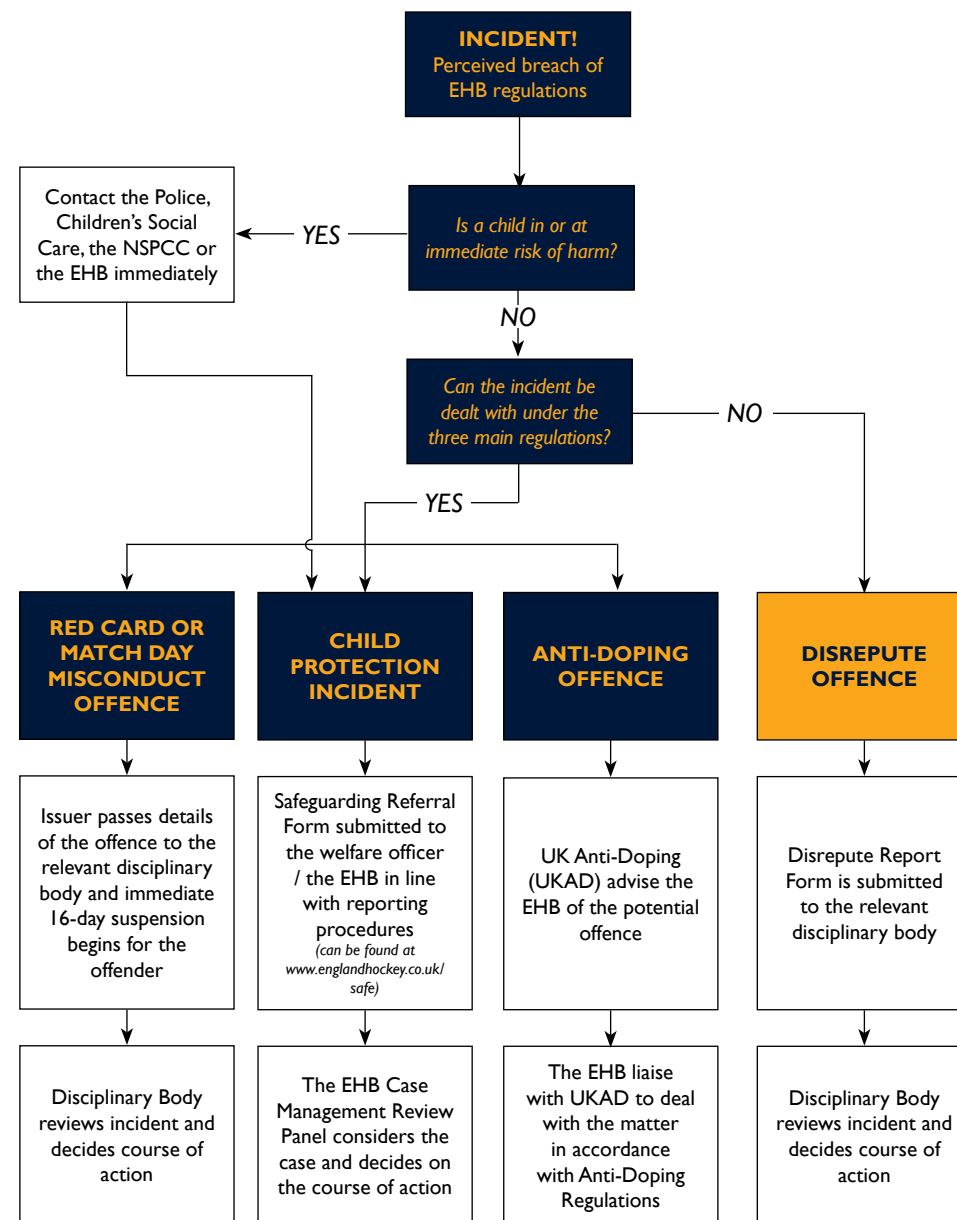 INCIDENT!
Perceived breach of
EHB regulations
Contact the Police,
Children's Social
Care, the NSPCC or
the EHB immediately
YES
Is a child in or at
immediate risk of harm?
NO
Can the incident be
dealt with under the
three main regulations?
NO
YES
RED CARD OR
MATCH DAY
MISCONDUCT
OFFENCE
CHILD
PROTECTION
INCIDENT
ANTI-DOPING
OFFENCE
DISREPUTE
OFFENCE
Issuer passes details
of the offence to the
relevant disciplinary
body and immediate
16-day suspension
begins for the
offender
Safeguarding Referral
Form submitted to
the welfare officer
/ the EHB in line
with reporting
procedures
(can be found at
www.englandhockey.co.uk/
safe)
UK Anti-Doping
(UKAD) advise the
EHB of the potential
offence
Disrepute Report
Form is submitted
to the relevant
disciplinary body
Disciplinary Body
reviews incident and
decides course of
action
The EHB Case
Management Review
Panel considers the
case and decides on
the course of action
The EHB liaise
with UKAD to deal
with the matter
in accordance
with Anti-Doping
Regulations
Disciplinary Body
reviews incident and
decides course of
action